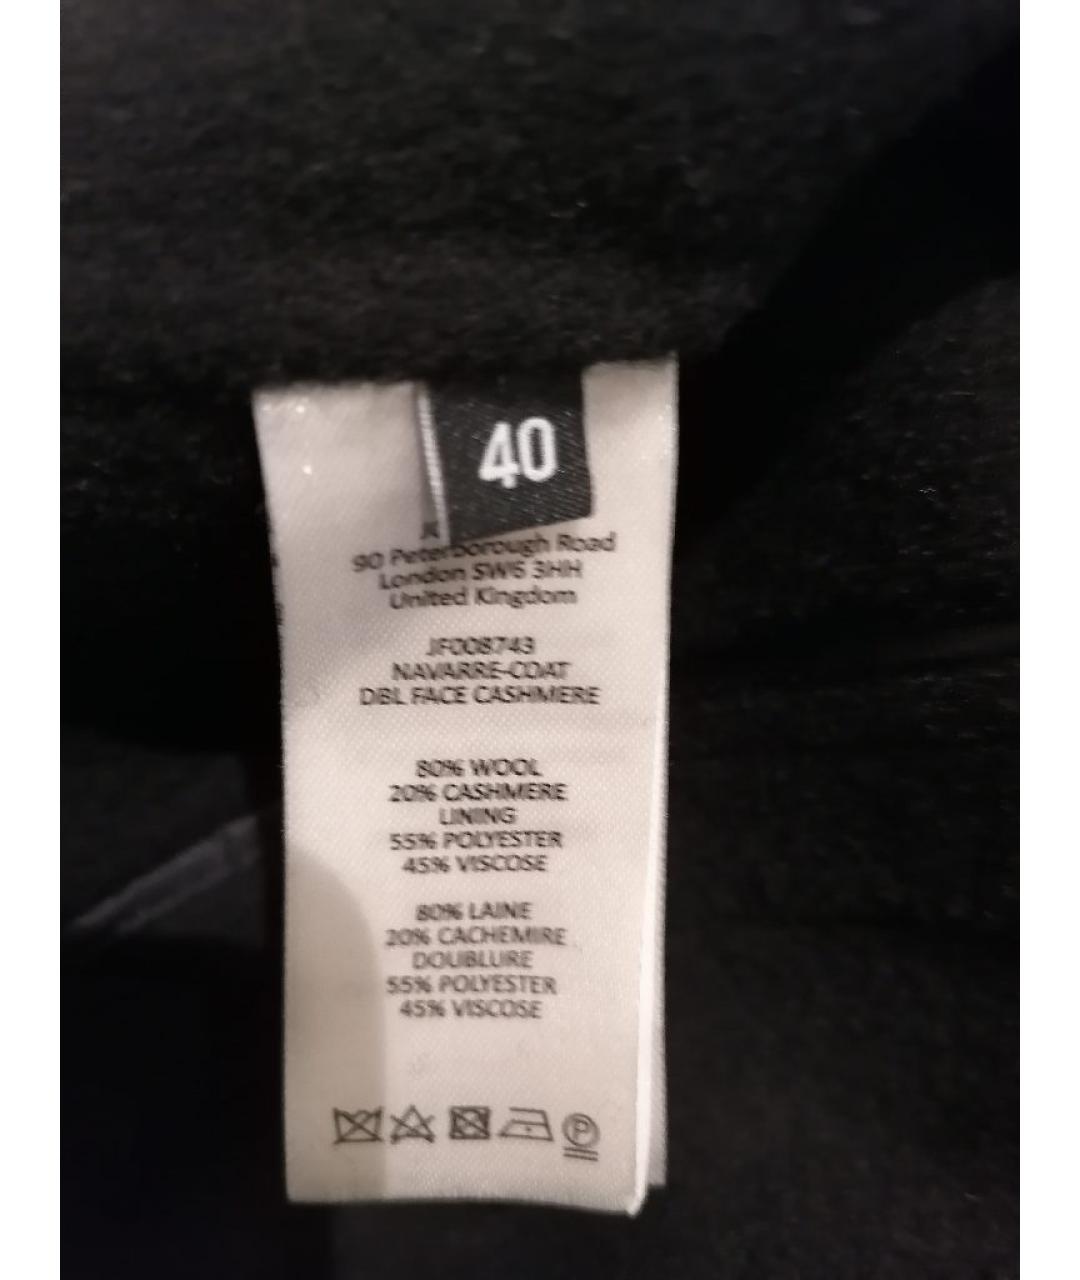 40
90 Peterborough Road
London SW6 3HH
United Kingdom
JF008743
NAVARRE-COAT
DBL FACE CASHMERE
80% WOOL
20% CASHMERE
LINING
55% POLYESTER
45% VISCOSE
80% LAINE
20% CACHEMIRE
DOUBLURE
55% POLYESTER
45% VISCOSE
P